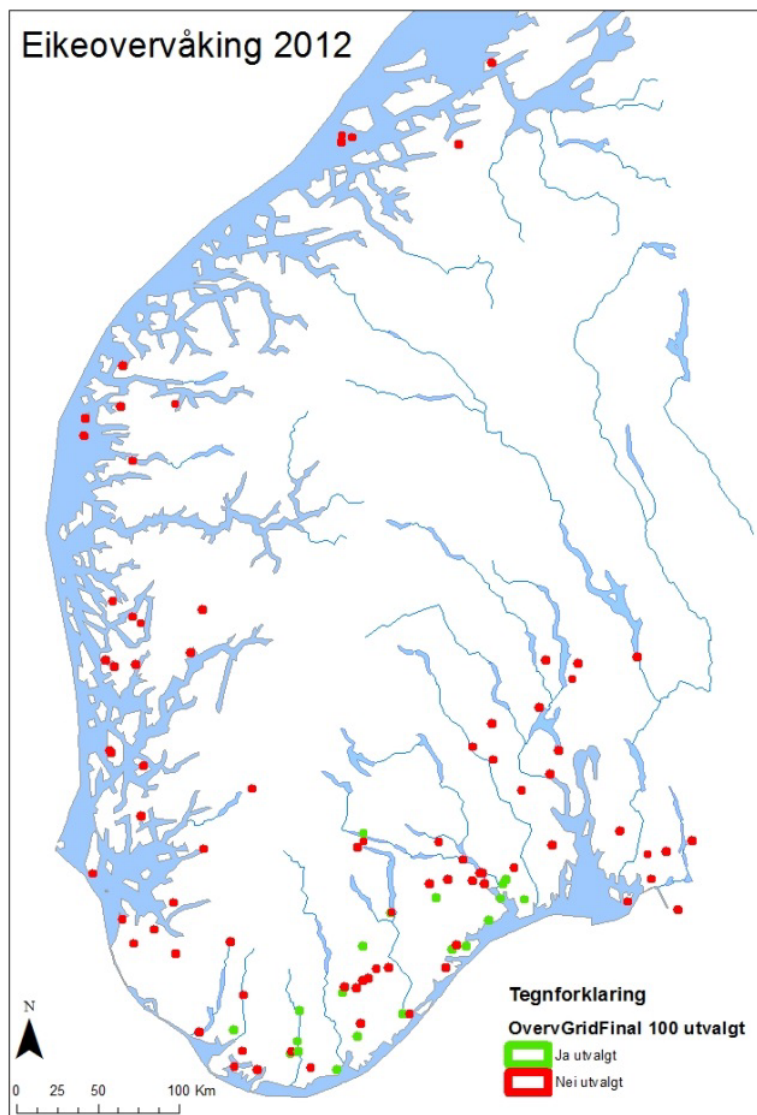 Eikeovervåking 2012
N
0 25 50 100 Km
Tegnforklaring
OvervGridFinal 100 utvalgt
Ja utvalgt
Nei utvalgt